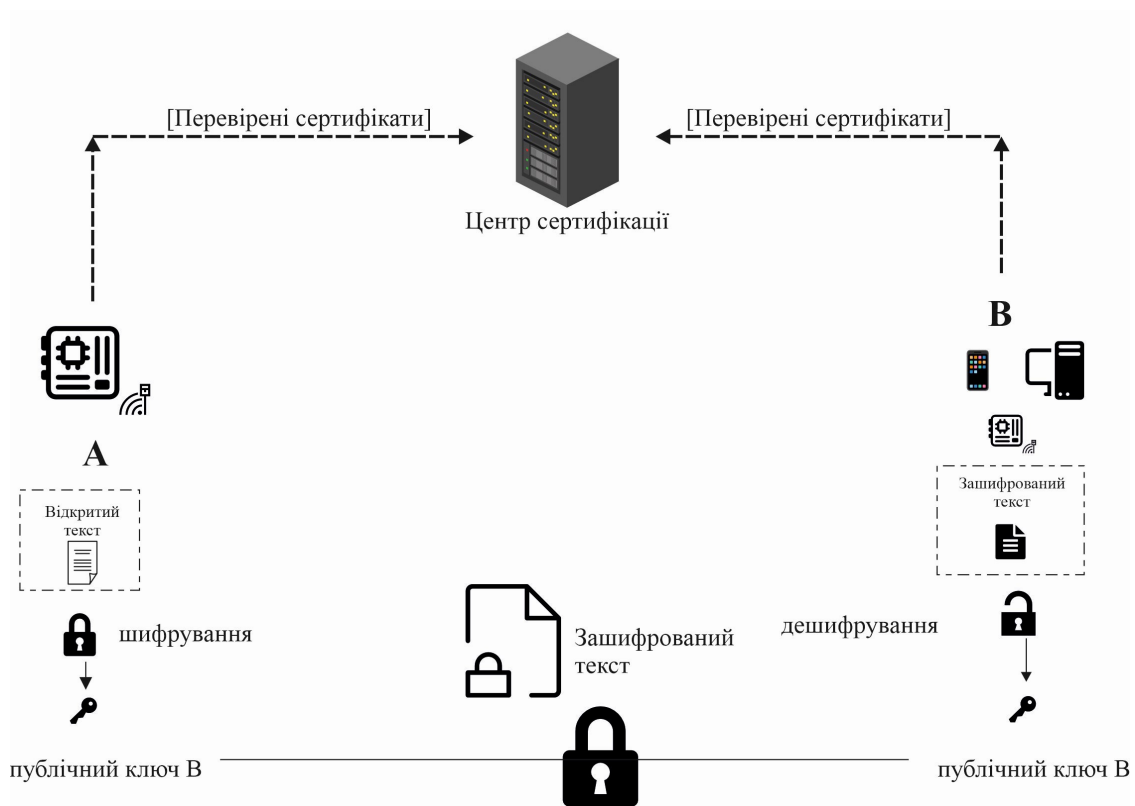 [Перевірені сертифікати]
[Перевірені сертифікати]
Центр сертифікації
B
A
Відкритий
текст
Зашифрований
текст
шифрування
Зашифрований
текст
дешифрування
публічний ключ B
публічний ключ B